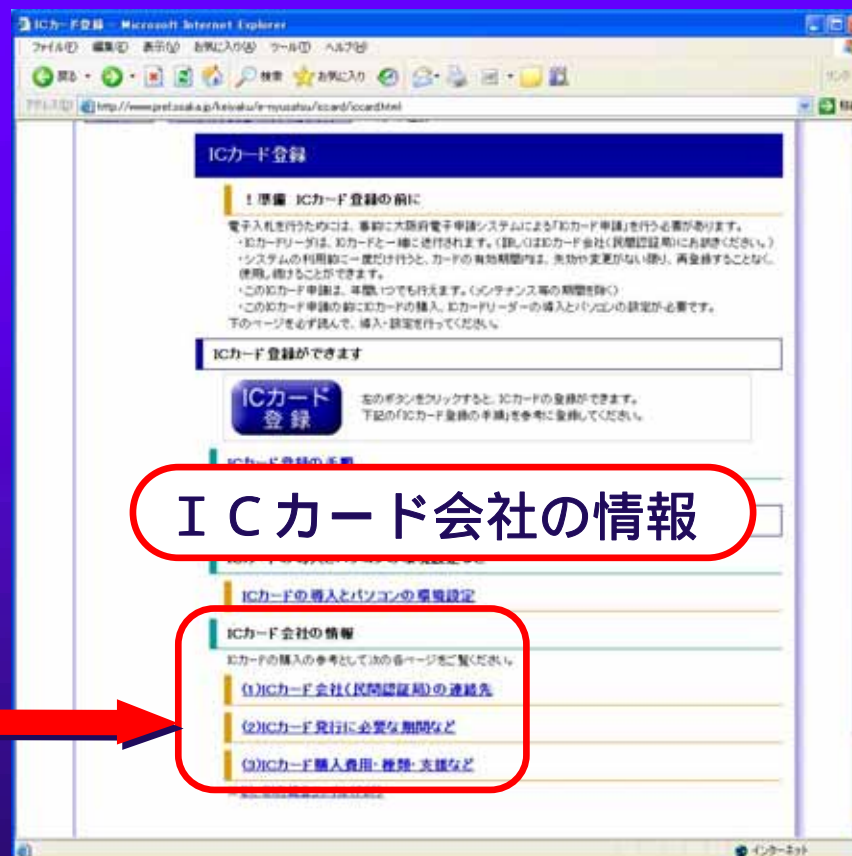 ICカード登録 - Microsoft Internet Explorer
ファイル(F) 編集(E) 表示(V) お気に入り(A) ツール(T) ヘルプ(H)
戻る 検索 お気に入り
アドレス(D) http://www.pref.osaka.jp/keiyaku/e-nyusatsu/iccard/iccard.html
ICカード登録
！準備 ICカード登録の前に
電子入札を行うためには、事前に大阪府電子申請システムによる「ICカード申請」を行う必要があります。
・ICカードリーダは、ICカードと一緒に送付されます。（詳しくはICカード会社（民間認証局）にお訊きください。）
・システムの利用前に一度だけ行うと、カードの有効期間内は、失効や変更がない限り、再登録することなく、
使用し続けることができます。
・このICカード申請は、年間いつでも行えます。（メンテナンス等の期間を除く）
・このICカード申請の前にICカードの購入、ICカードリーダーの導入とパソコンの設定が必要です。
下のページを必ず読んで、導入・設定を行ってください。
ICカード登録ができます
ICカード
登録
左のボタンをクリックすると、ICカードの登録ができます。
下記の「ICカード登録の手順」を参考に登録してください。
ICカード登録の手順
ＩＣカード会社の情報
ICカードの導入とパソコンの環境設定
ICカード会社の情報
ICカードの購入の参考として次の各ページをご覧ください。
(1)ICカード会社(民間認証局)の連絡先
(2)ICカード発行に必要な期間など
(3)ICカード購入費用・種類・支援など
インターネット